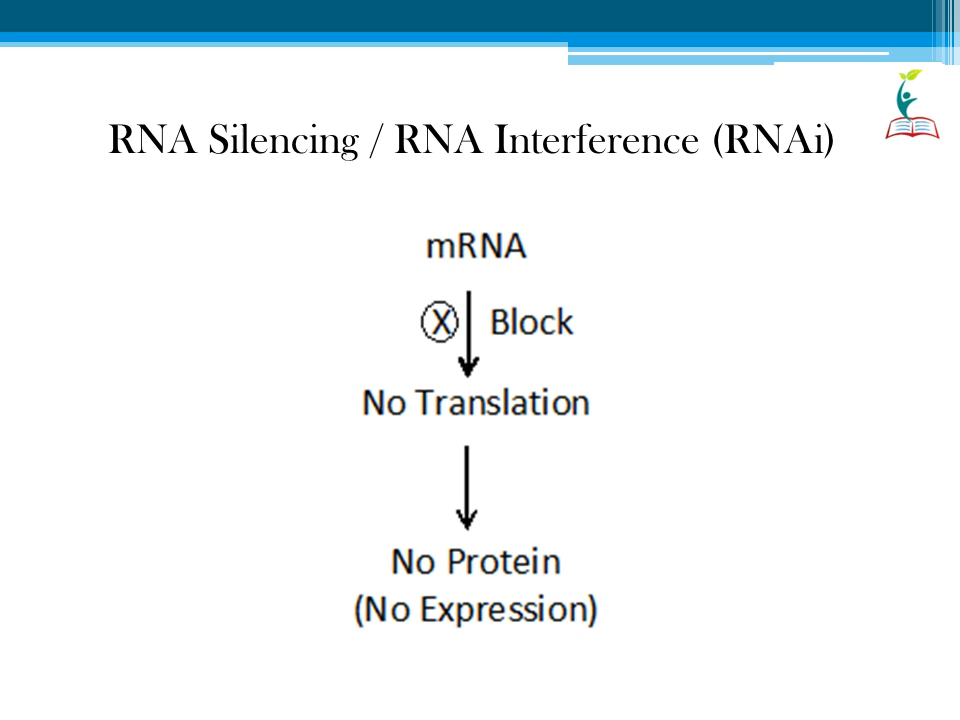 RNA Silencing / RNA Interference (RNAi)
mRNA
X Block
No Translation
No Protein
(No Expression)